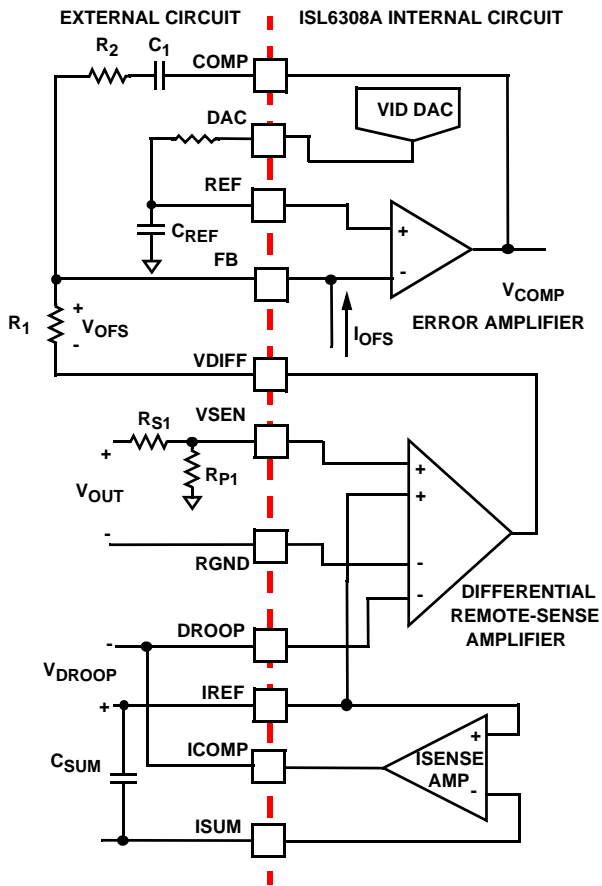 EXTERNAL CIRCUIT
ISL6308A INTERNAL CIRCUIT
R2
C1
COMP
VID DAC
DAC
REF
+
CREF
FB
-
VCOMP
R1
+
VOFS
-
IOFS
ERROR AMPLIFIER
VDIFF
RS1
VSEN
+
RP1
+
VOUT
+
-
RGND
-
-
DIFFERENTIAL
REMOTE-SENSE
AMPLIFIER
DROOP
-
VDROOP
IREF
+
ICOMP
+
CSUM
ISENSE
AMP
-
ISUM